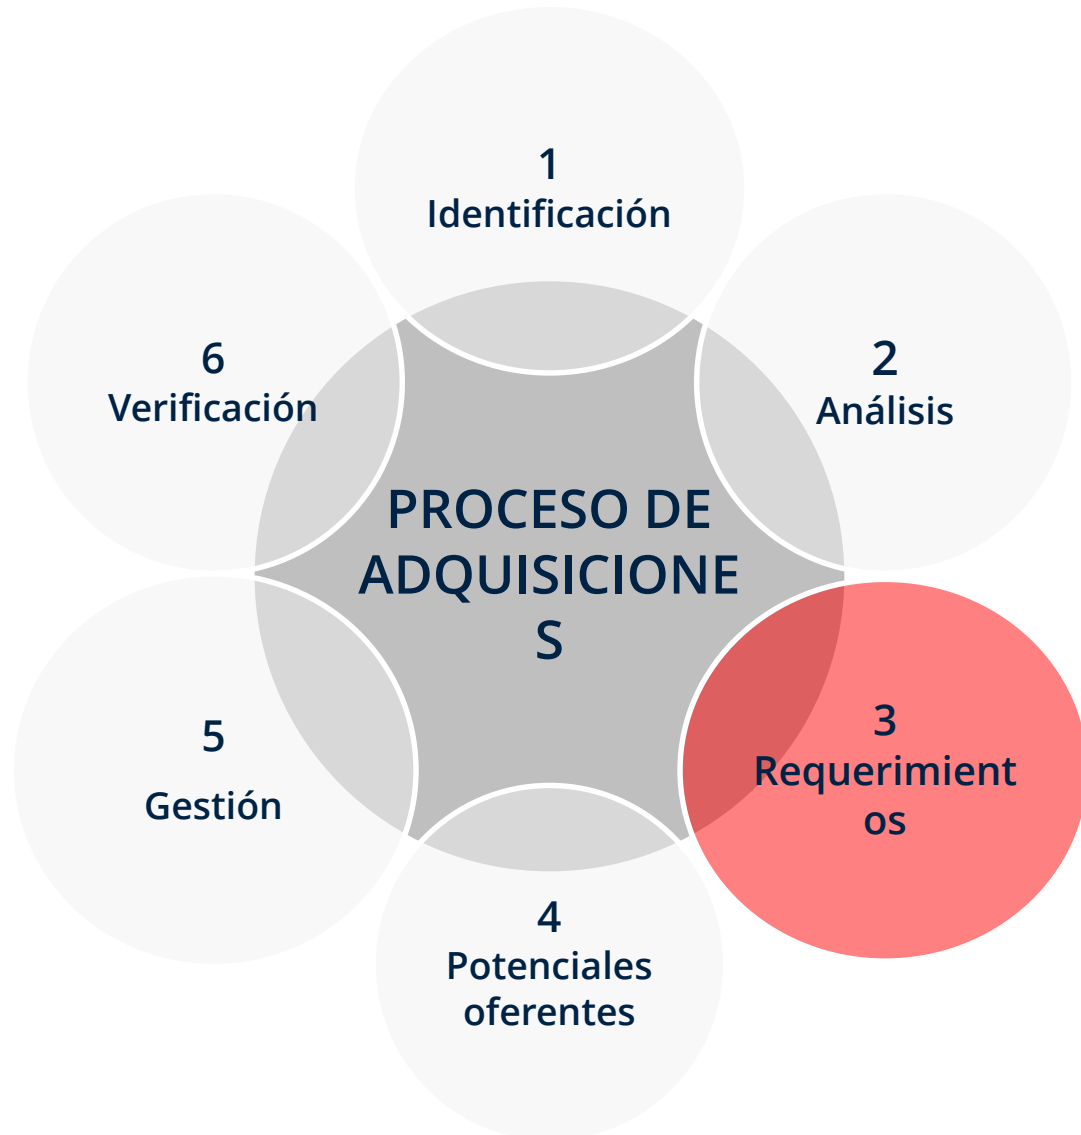 1
Identificación
2
Análisis
3
Requerimient
os
4
Potenciales
oferentes
5
Gestión
6
Verificación
PROCESO DE
ADQUISICIONE
S